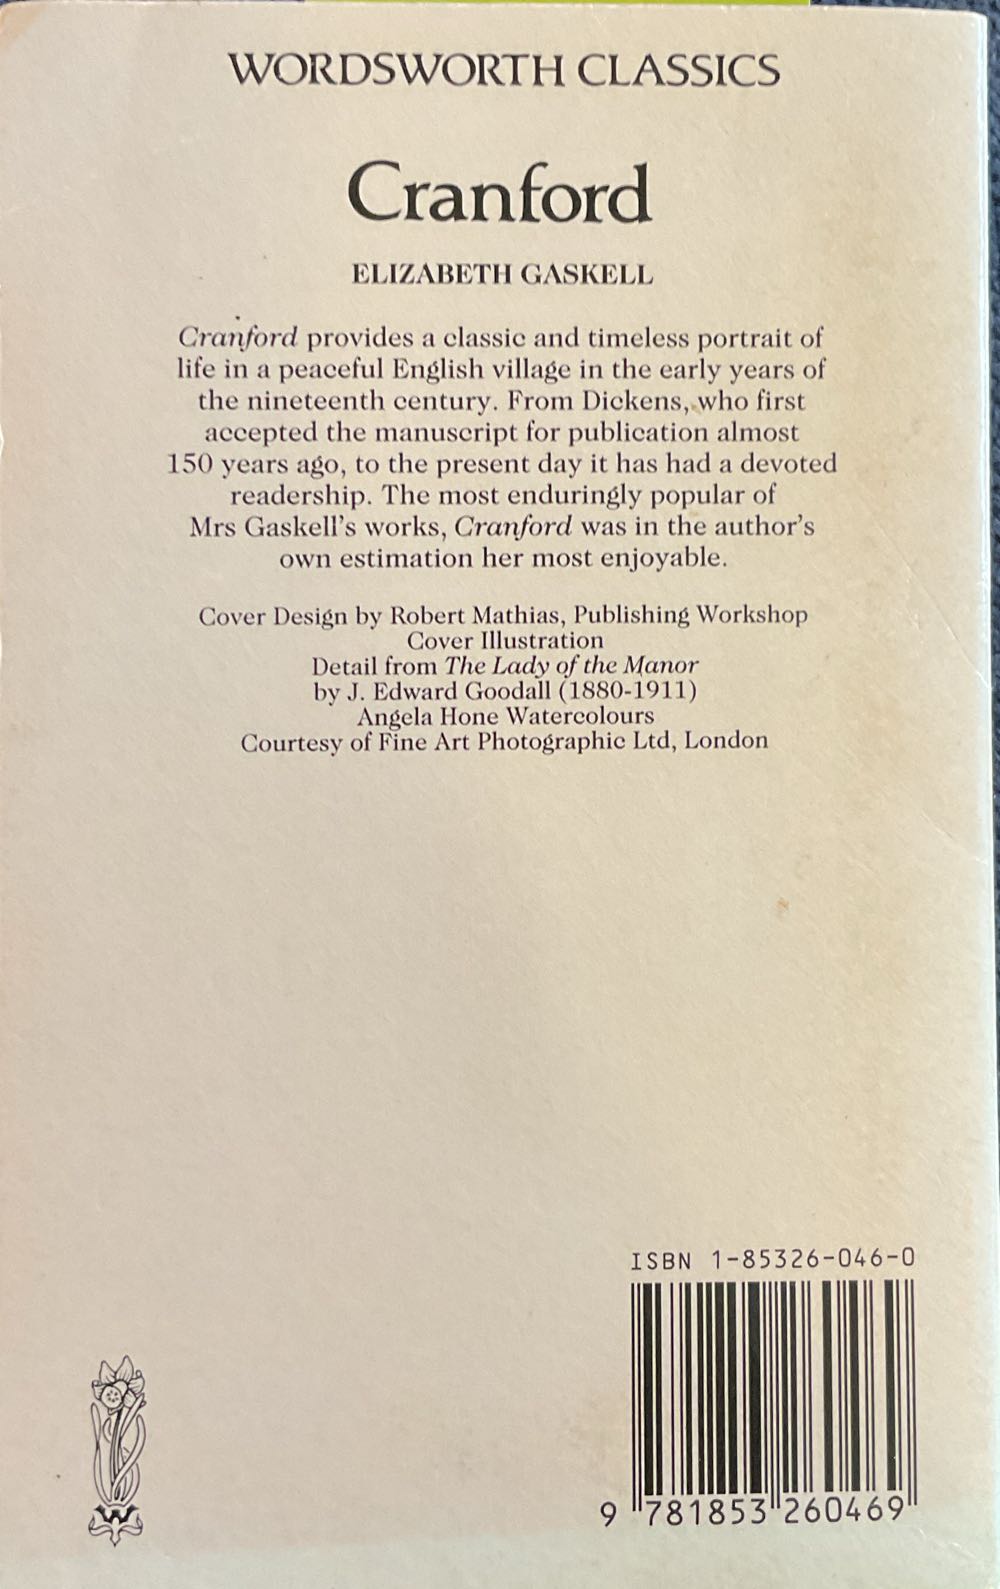 WORDSWORTH CLASSICS
Cranford
ELIZABETH GASKELL
Cranford provides a classic and timeless portrait of
life in a peaceful English village in the early years of
the nineteenth century. From Dickens, who first
accepted the manuscript for publication almost
150 years ago, to the present day it has had a devoted
readership. The most enduringly popular of
Mrs Gaskell's works, Cranford was in the author's
own estimation her most enjoyable.
Cover Design by Robert Mathias, Publishing Workshop
Cover Illustration
Detail from The Lady of the Manor
by J. Edward Goodall (1880-1911)
Angela Hone Watercolours
Courtesy of Fine Art Photographic Ltd, London
ISBN 1-85326-046-0
9 781853 260469
W